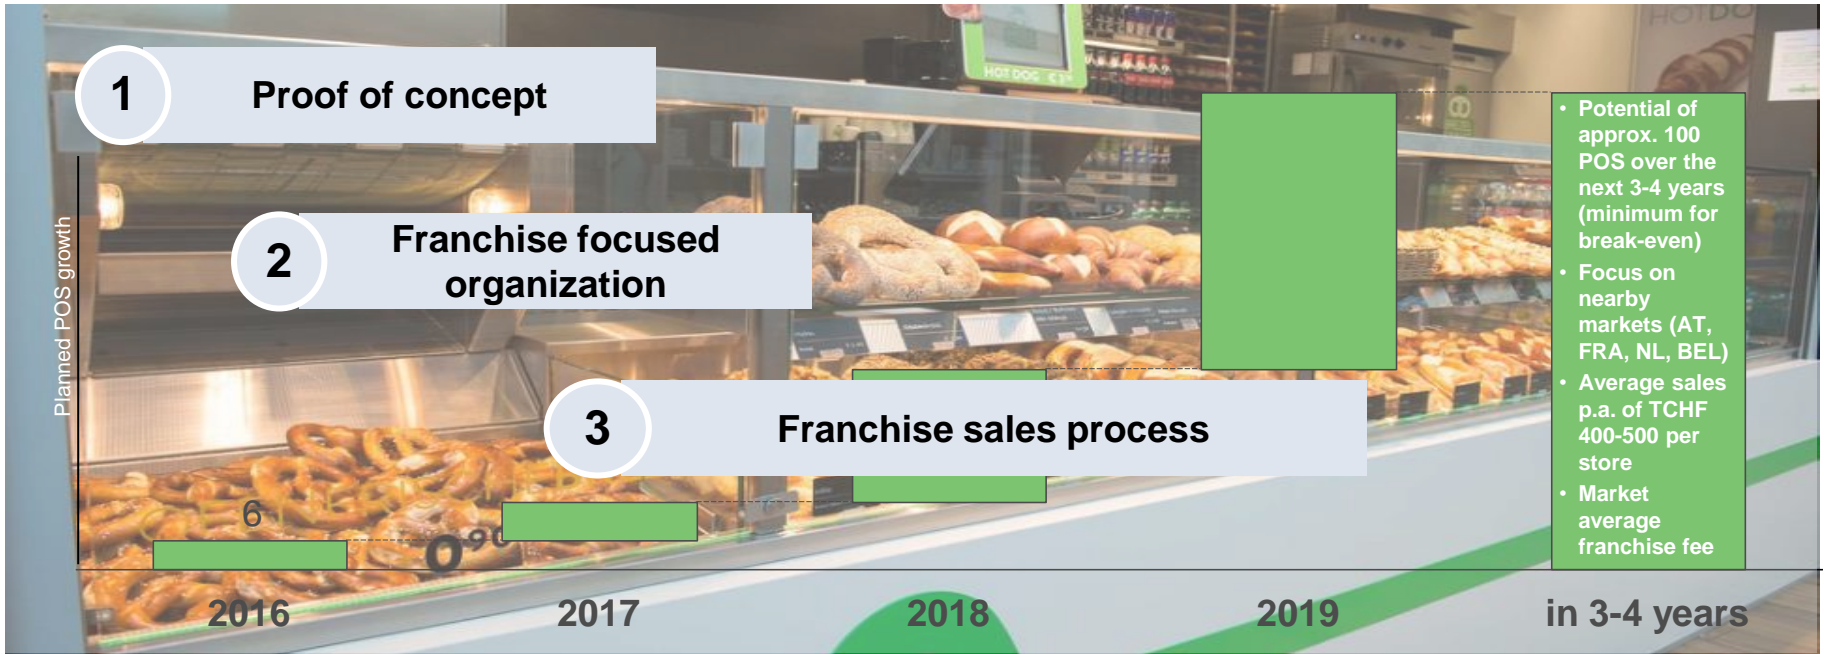 HOTDO
HOT DOG €
1
Proof of concept
2
Franchise focused
organization
3
Franchise sales process
Planned POS growth
6
0⁹⁰
• Potential of
approx. 100
POS over the
next 3-4 years
(minimum for
break-even)
• Focus on
nearby
markets (AT,
FRA, NL, BEL)
• Average sales
p.a. of TCHF
400-500 per
store
• Market
average
franchise fee
2016
2017
2018
2019
in 3-4 years